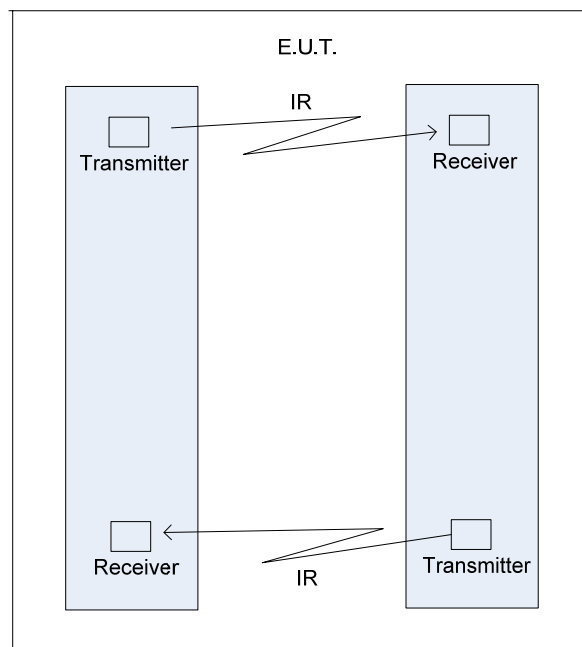 E.U.T.
IR
Transmitter
Receiver
Receiver
Transmitter
IR